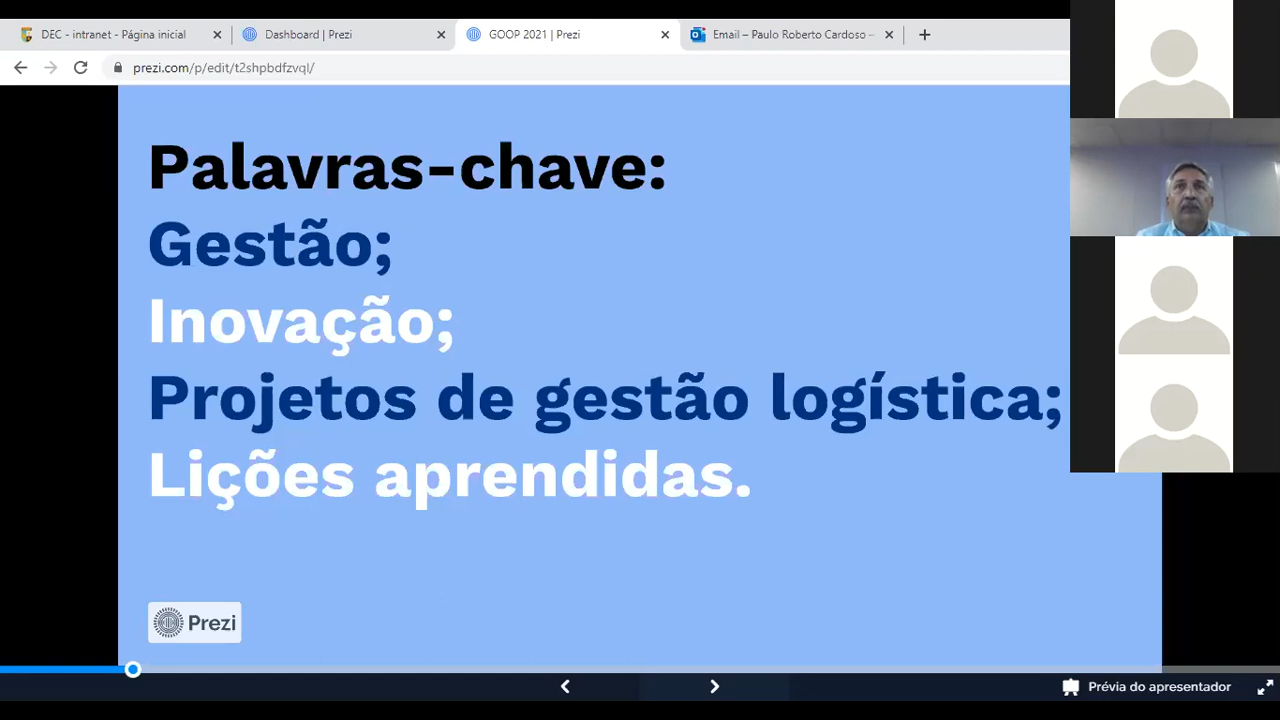 DEC - intranet - Página inicial
Dashboard | Prezi
GOOP 2021 | Prezi
Email – Paulo Roberto Cardoso –
prezi.com/p/edit/t2shpbdfzvql/
Palavras-chave:
Gestão;
Inovação;
Projetos de gestão logística;
Lições aprendidas.
Prezi
Prévia do apresentador